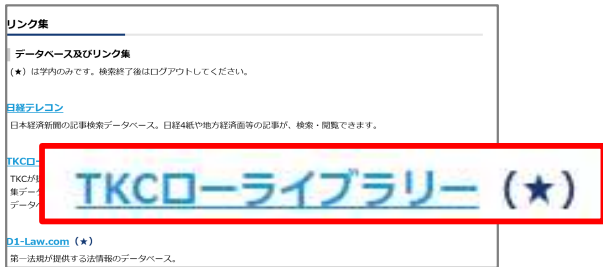 リンク集
データベース及びリンク集
(★) は学内のみです。検索終了後はログアウトしてください。
日経テレコン
日本経済新聞の記事検索データベース。日経4紙や地方経済面等の記事が、検索・閲覧できます。
TKCロー
TKCが
集データ
データ
TKCローライブラリー（★）
D1-Law.com（★）
第一法規が提供する法情報のデータベース。